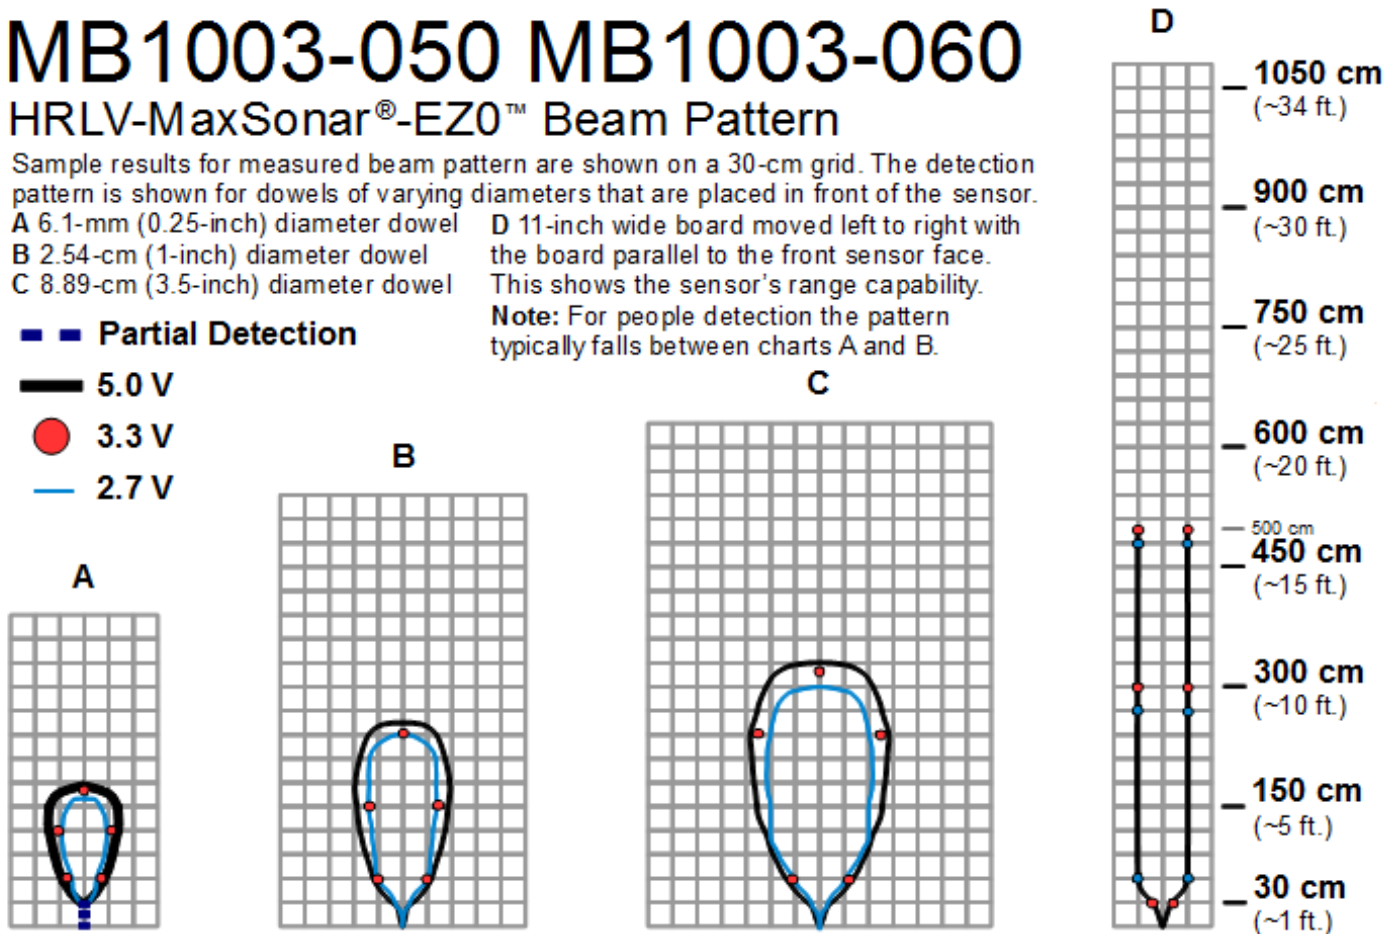 MB1003-050 MB1003-060
HRLV-MaxSonar®-EZ0™ Beam Pattern
Sample results for measured beam pattern are shown on a 30-cm grid. The detection
pattern is shown for dowels of varying diameters that are placed in front of the sensor.
A 6.1-mm (0.25-inch) diameter dowel
B 2.54-cm (1-inch) diameter dowel
C 8.89-cm (3.5-inch) diameter dowel
D 11-inch wide board moved left to right with
the board parallel to the front sensor face.
This shows the sensor's range capability.
Note: For people detection the pattern
typically falls between charts A and B.
Partial Detection
5.0 V
3.3 V
2.7 V
A
B
C
D
1050 cm
(~34 ft.)
900 cm
(~30 ft.)
750 cm
(~25 ft.)
600 cm
(~20 ft.)
500 cm
450 cm
(~15 ft.)
300 cm
(~10 ft.)
150 cm
(~5 ft.)
30 cm
(~1 ft.)